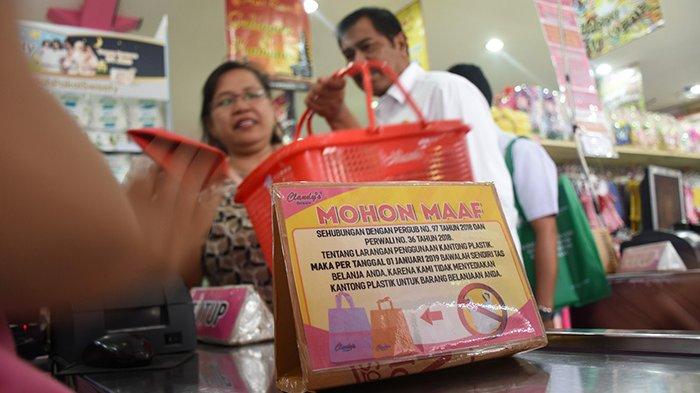 Clandy's
MOHON MAAF
SEHUBUNGAN DENGAN PERGUB NO. 97 TAHUN 2018 DAN
PERWALI NO. 36 TAHUN 2018.
TENTANG LARANGAN PENGGUNAAN KANTONG PLASTIK.
MAKA PER TANGGAL 01 JANUARI 2019 BAWALAH SENDIRI TAS
BELANJA ANDA, KARENA KAMI TIDAK MENYEDIAKAN
KANTONG PLASTIK UNTUK BARANG BELANJAAN ANDA.
Clandy's
TUP